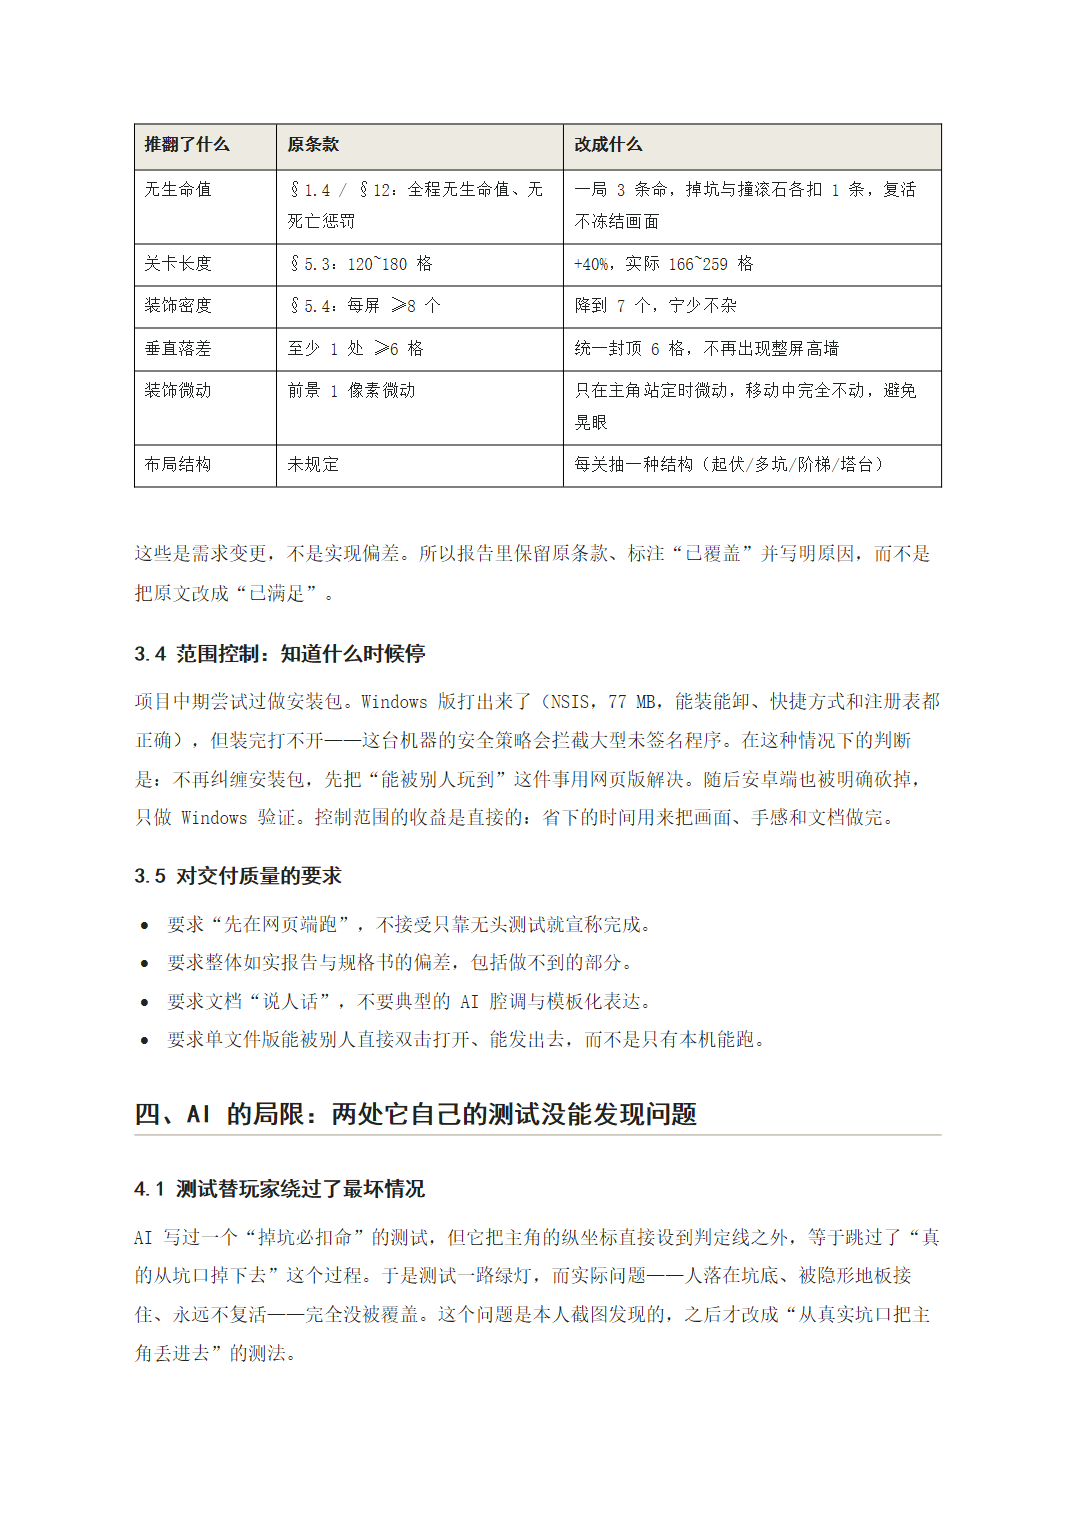 推翻了什么 原条款 改成什么
无生命值 §1.4 / §12：全程无生命值、无 一局 3 条命，掉坑与撞滚石各扣 1 条，复活
死亡惩罚 不冻结画面
关卡长度 §5.3：120~180 格 +40%，实际 166~259 格
装饰密度 §5.4：每屏 ≥8 个 降到 7 个，宁少不杂
垂直落差 至少 1 处 ≥6 格 统一封顶 6 格，不再出现整屏高墙
装饰微动 前景 1 像素微动 只在主角站定时微动，移动中完全不动，避免
晃眼
布局结构 未规定 每关抽一种结构（起伏/多坑/阶梯/塔台）
这些是需求变更，不是实现偏差。所以报告里保留原条款、标注“已覆盖”并写明原因，而不是
把原文改成“已满足”。
3.4 范围控制：知道什么时候停
项目中期尝试过做安装包。Windows 版打出来了（NSIS，77 MB，能装能卸、快捷方式和注册表都
正确），但装完打不开——这台机器的安全策略会拦截大型未签名程序。在这种情况下的判断
是：不再纠缠安装包，先把“能被别人玩到”这件事用网页版解决。随后安卓端也被明确砍掉，
只做 Windows 验证。控制范围的收益是直接的：省下的时间用来把画面、手感和文档做完。
3.5 对交付质量的要求
• 要求“先在网页端跑”，不接受只靠无头测试就宣称完成。
• 要求整体如实报告与规格书的偏差，包括做不到的部分。
• 要求文档“说人话”，不要典型的 AI 腔调与模板化表达。
• 要求单文件版能被别人直接双击打开、能发出去，而不是只有本机能跑。
四、AI 的局限：两处它自己的测试没能发现问题
4.1 测试替玩家绕过了最坏情况
AI 写过一个“掉坑必扣命”的测试，但它把主角的纵坐标直接设到判定线之外，等于跳过了“真
的从坑口掉下去”这个过程。于是测试一路绿灯，而实际问题——人落在坑底、被隐形地板接
住、永远不复活——完全没被覆盖。这个问题是本人截图发现的，之后才改成“从真实坑口把主
角丢进去”的测法。